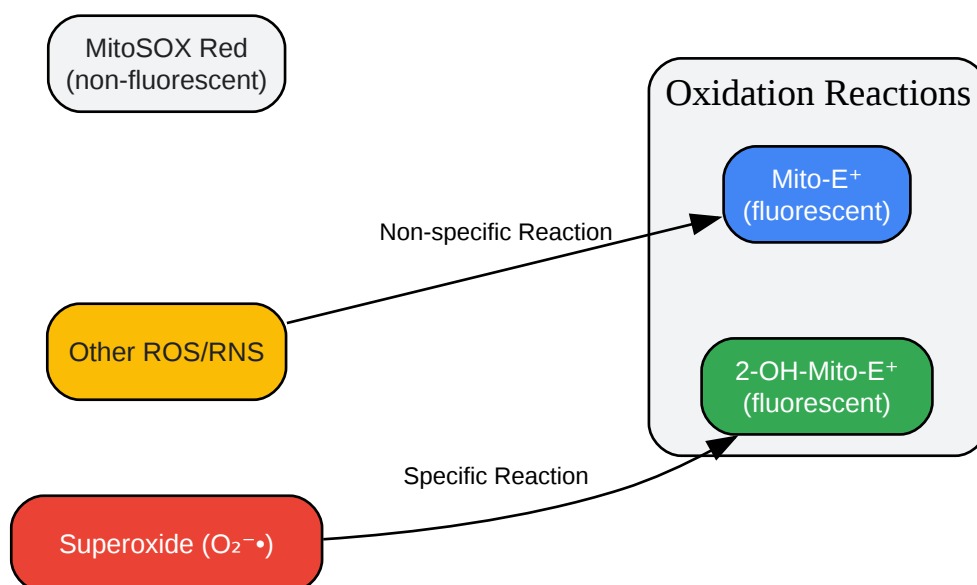 MitoSOX Red
(non-fluorescent)
Oxidation Reactions
Mito-E⁺
(fluorescent)
Non-specific Reaction
Other ROS/RNS
2-OH-Mito-E⁺
(fluorescent)
Specific Reaction
Superoxide (O₂⁻•)